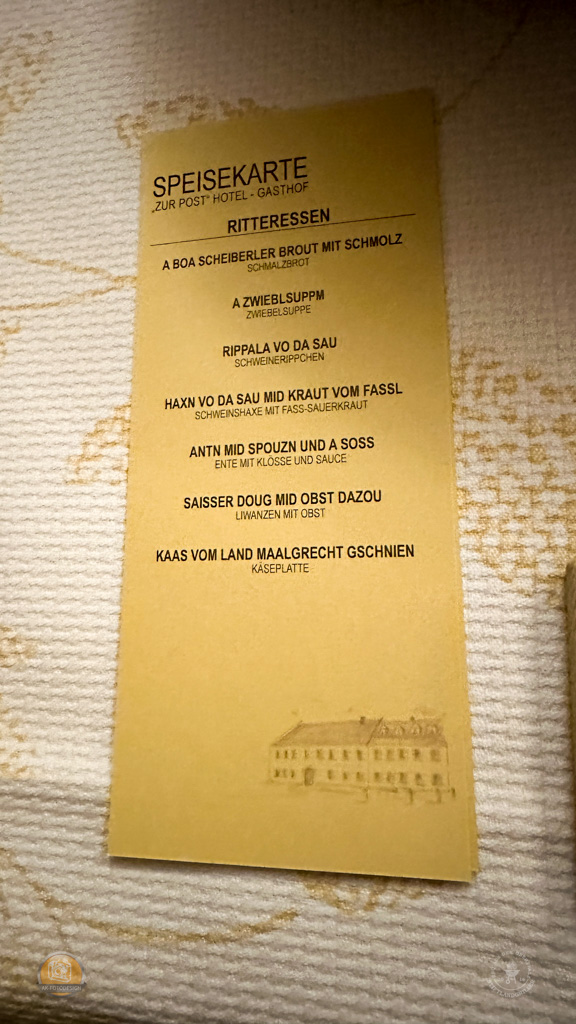 SPEISEKARTE
„ZUR POST" HOTEL - GASTHOF
RITTERESSEN
A BOA SCHEIBERLER BROUT MIT SCHMOLZ
SCHMALZBROT
A ZWIEBLSUPPM
ZWIEBELSUPPE
RIPPALA VO DA SAU
SCHWEINERIPPCHEN
HAXN VO DA SAU MID KRAUT VOM FASSL
SCHWEINSHAXE MIT FASS-SAUERKRAUT
ANTN MID SPOUZN UND A SOSS
ENTE MIT KLÖSSE UND SAUCE
SAISSER DOUG MID OBST DAZOU
LIWANZEN MIT OBST
KAAS VOM LAND MAALGRECHT GSCHNIEN
KÄSEPLATTE